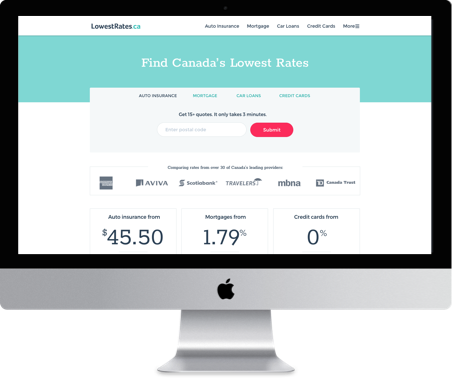 LowestRates.ca
Auto insurance Mortgage Car Loans Credit Cards More
Find Canada's Lowest Rates
AUTO INSURANCE MORTGAGE CAR LOANS CREDIT CARDS
Get 15+ quotes. It only takes 3 minutes.
Enter postal code Submit
Comparing rates from over 30 of Canada's leading providers
AVIVA Scotiabank TRAVELERS mbna TD Canada Trust
Auto insurance from Mortgages from Credit cards from
$45.50 1.79% 0%